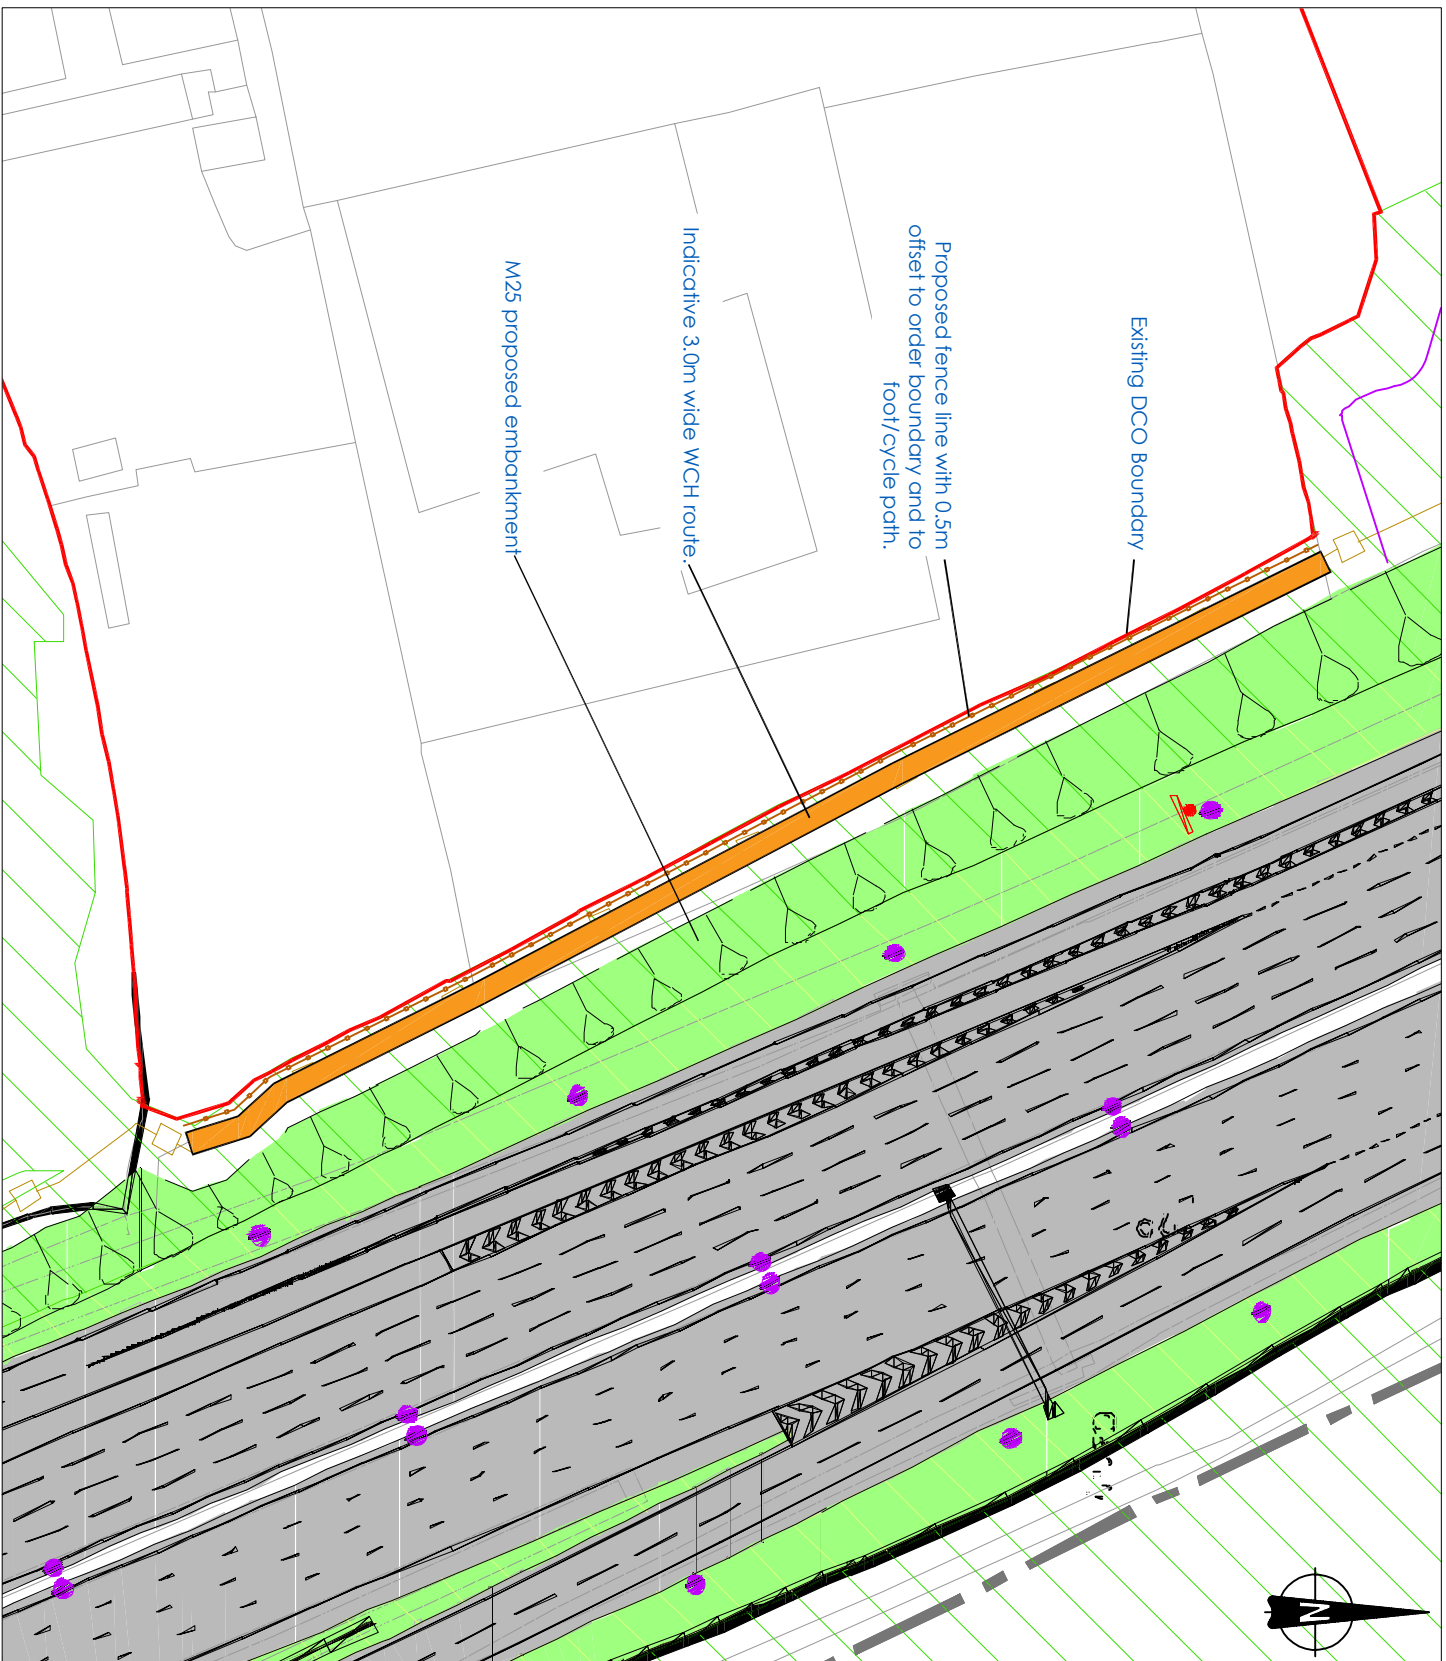 Existing DCO Boundary
Proposed fence line with 0.5m
offset to order boundary and to
foot/cycle path.
Indicative 3.0m wide WCH route.
M25 proposed embankment
N